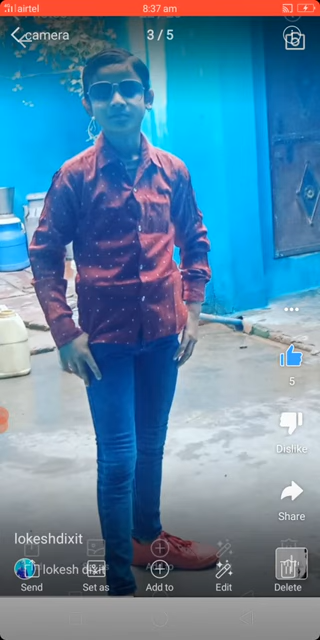 airtel
8:37 am
camera
3 / 5
5
Dislike
Share
lokeshdixit
lokesh dixit
Send
Set as
Add to
Edit
Delete